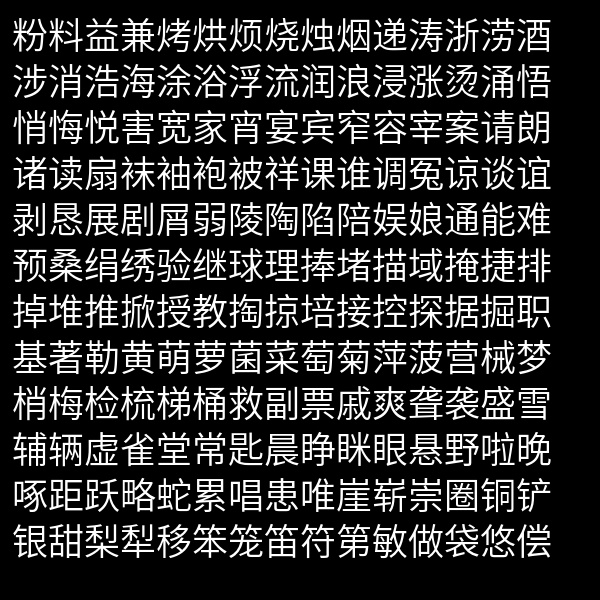 粉料益兼烤烘烦烧烛烟递涛浙涝酒
涉消浩海涂浴浮流润浪浸涨烫涌悟
悄悔悦害宽家宵宴宾窄容宰案请朗
诸读扇袜袖袍被祥课谁调冤谅谈谊
剥恳展剧屑弱陵陶陷陪娱娘通能难
预桑绢绣验继球理捧堵描域掩捷排
掉堆推掀授教掏掠培接控探据掘职
基著勒黄萌萝菌菜萄菊萍菠营械梦
梢梅检梳梯桶救副票戚爽聋袭盛雪
辅辆虚雀堂常匙晨睁眯眼悬野啦晚
啄距跃略蛇累唱患唯崖崭崇圈铜铲
银甜梨犁移笨笼笛符第敏做袋悠偿